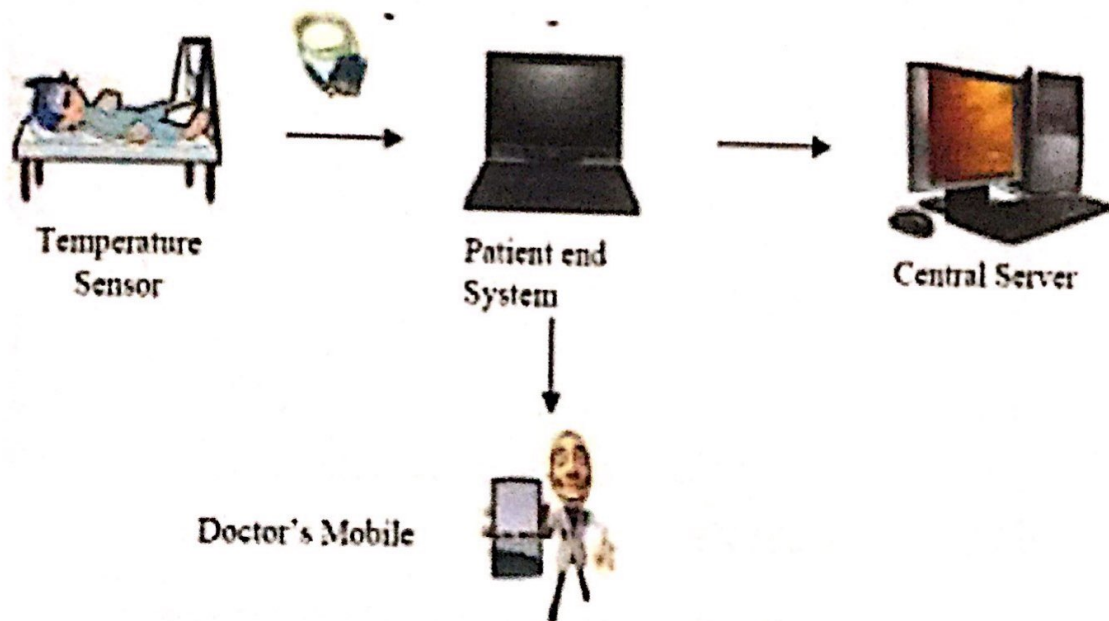 Temperature
Sensor
Patient end
System
Central Server
Doctor's Mobile